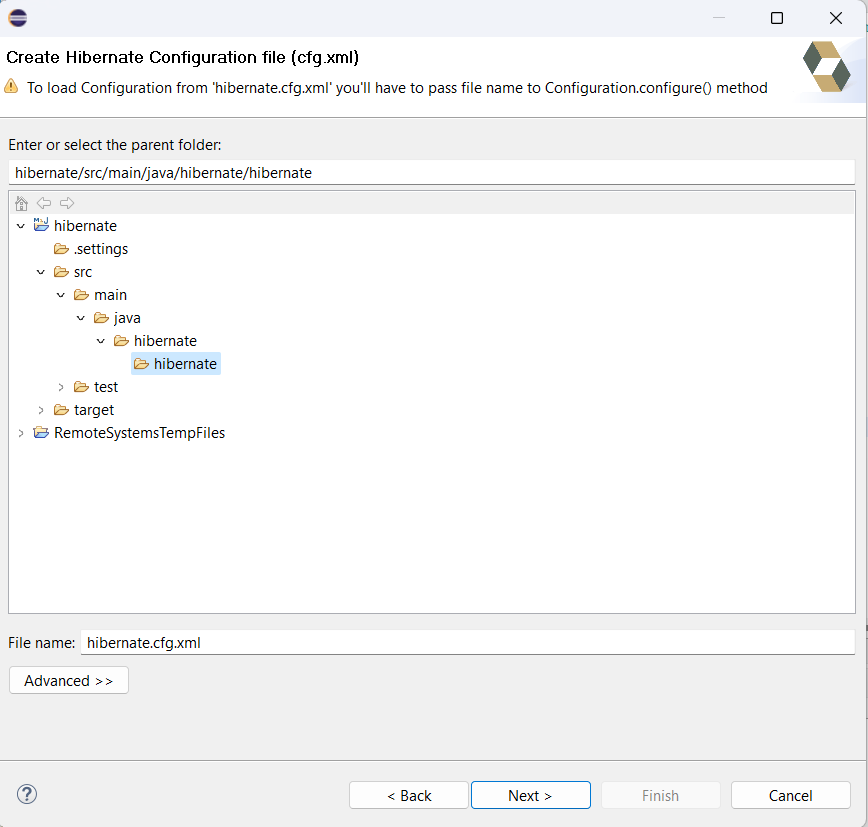 Create Hibernate Configuration file (cfg.xml)
To load Configuration from 'hibernate.cfg.xml' you'll have to pass file name to Configuration.configure() method
Enter or select the parent folder:
hibernate/src/main/java/hibernate/hibernate
hibernate
.settings
src
main
java
hibernate
hibernate
test
target
RemoteSystemsTempFiles
File name: hibernate.cfg.xml
Advanced >>
< Back Next > Finish Cancel